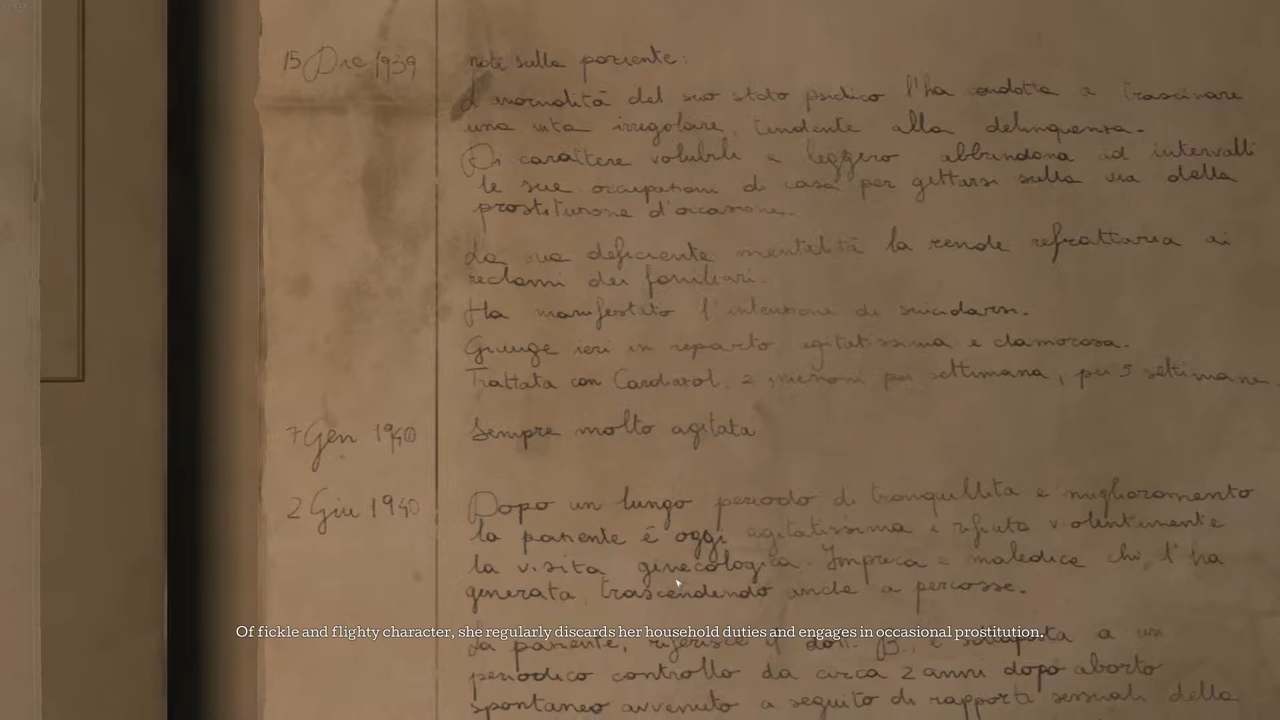 15 Dic 1939
note sulla paziente:
L'anormalità del suo stato psichico l'ha condotta a trascinare
una vita irregolare, tendente alla delinquenza.
Di carattere volubile e leggero abbandona ad intervalli
le sue occupazioni di casa per gettarsi sulla via della
prostituzione d'occasione.
La sua deficiente mentalità la rende refrattaria ai
reclami dei familiari.
Ha manifestato l'intenzione di suicidarsi.
Giunge ieri in reparto agitatissima e clamorosa.
Trattata con Cardiazol, 2 iniezioni per settimana, per 5 settimane
7 Gen 1940
Sempre molto agitata
2 Giu 1940
Dopo un lungo periodo di tranquillità e miglioramento
la paziente è oggi agitatissima e rifiuta violentemente
la visita ginecologica. Impreca e maledice chi l'ha
generata, trascendendo anche a percosse.
Of fickle and flighty character, she regularly discards her household duties and engages in occasional prostitution.
La paziente, riferisce il dott. B., è sottoposta a un
periodico controllo da circa 2 anni dopo aborto
spontaneo avvenuto a seguito di rapporti sessuali della